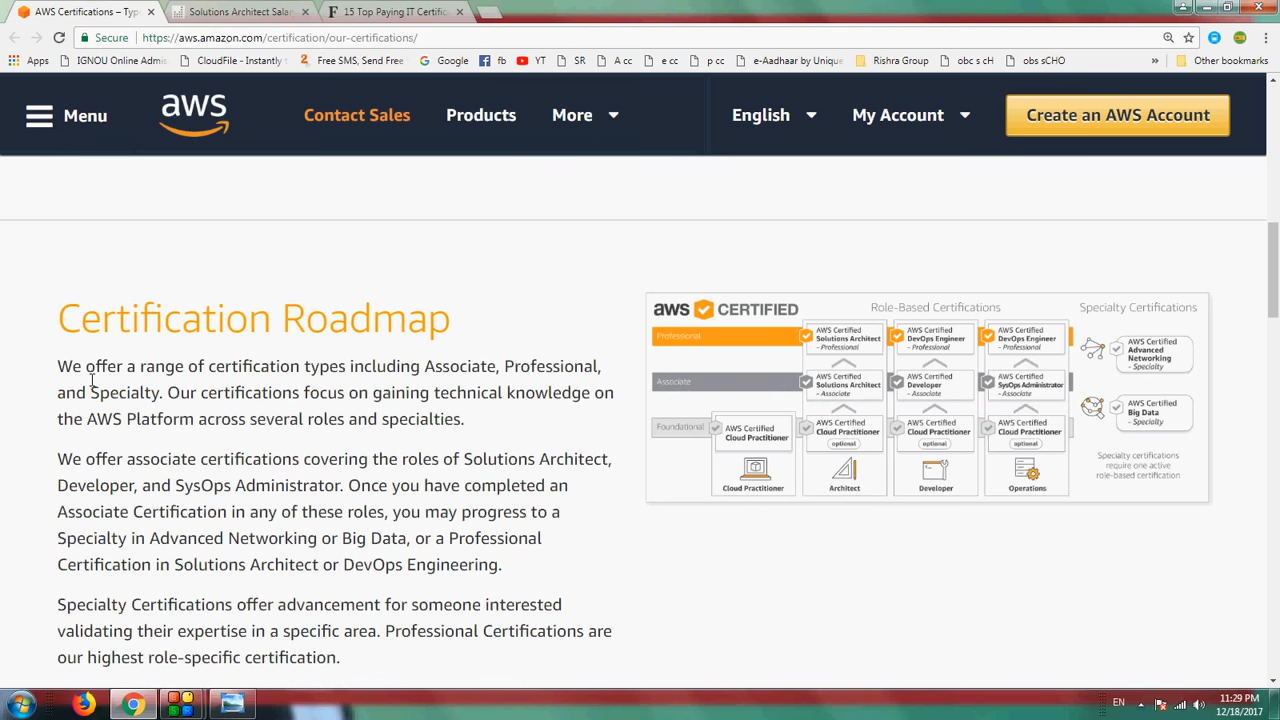 AWS Certifications – Typ
Solutions Architect Salar
15 Top Paying IT Certific
Secure
https://aws.amazon.com/certification/our-certifications/
Apps
IGNOU Online Admis
CloudFile - Instantly
Free SMS, Send Free
Google
fb
YT
SR
A cc
e cc
p cc
e-Aadhaar by Unique
Rishra Group
obc s cH
obs sCHO
»
Other bookmarks
Menu
aws
Contact Sales
Products
More
English
My Account
Create an AWS Account
Certification Roadmap
We offer a range of certification types including Associate, Professional,
and Specialty. Our certifications focus on gaining technical knowledge on
the AWS Platform across several roles and specialties.
We offer associate certifications covering the roles of Solutions Architect,
Developer, and SysOps Administrator. Once you have completed an
Associate Certification in any of these roles, you may progress to a
Specialty in Advanced Networking or Big Data, or a Professional
Certification in Solutions Architect or DevOps Engineering.
Specialty Certifications offer advancement for someone interested
validating their expertise in a specific area. Professional Certifications are
our highest role-specific certification.
aws CERTIFIED
Role-Based Certifications
Specialty Certifications
Professional
AWS Certified
Solutions Architect
- Professional
AWS Certified
DevOps Engineer
- Professional
AWS Certified
DevOps Engineer
- Professional
Associate
AWS Certified
Solutions Architect
- Associate
AWS Certified
Developer
- Associate
AWS Certified
SysOps Administrator
- Associate
Foundational
AWS Certified
Cloud Practitioner
AWS Certified
Cloud Practitioner
optional
AWS Certified
Cloud Practitioner
optional
AWS Certified
Cloud Practitioner
optional
Cloud Practitioner
Architect
Developer
Operations
AWS Certified
Advanced
Networking
- Specialty
AWS Certified
Big Data
- Specialty
Specialty certifications
require one active
role-based certification
EN
11:29 PM
12/18/2017